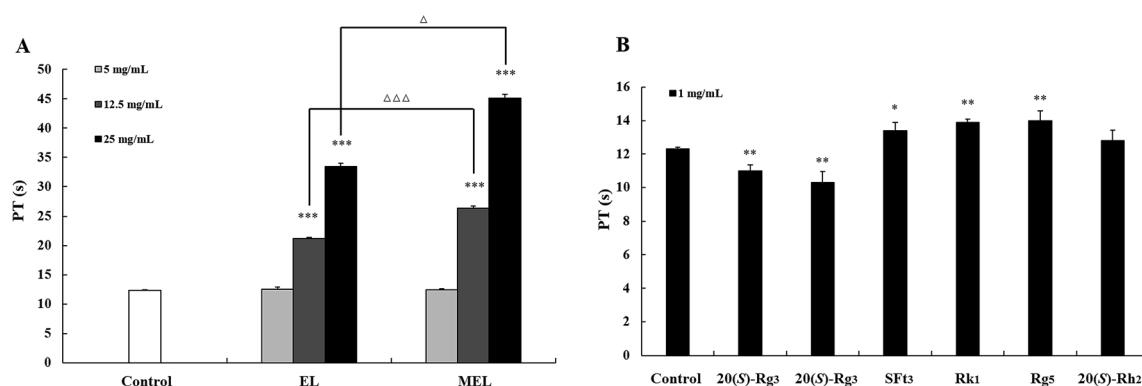 A
PT (s)
50
45
40
35
30
25
20
15
10
5
0
5 mg/mL
12.5 mg/mL
25 mg/mL
***
***
△△△
△
***
***
Control
EL
MEL
B
PT (s)
16
14
12
10
8
6
4
2
0
1 mg/mL
**
**
*
**
**
Control
20(S)-Rg3
20(S)-Rg3
SFt3
Rk1
Rg5
20(S)-Rh2